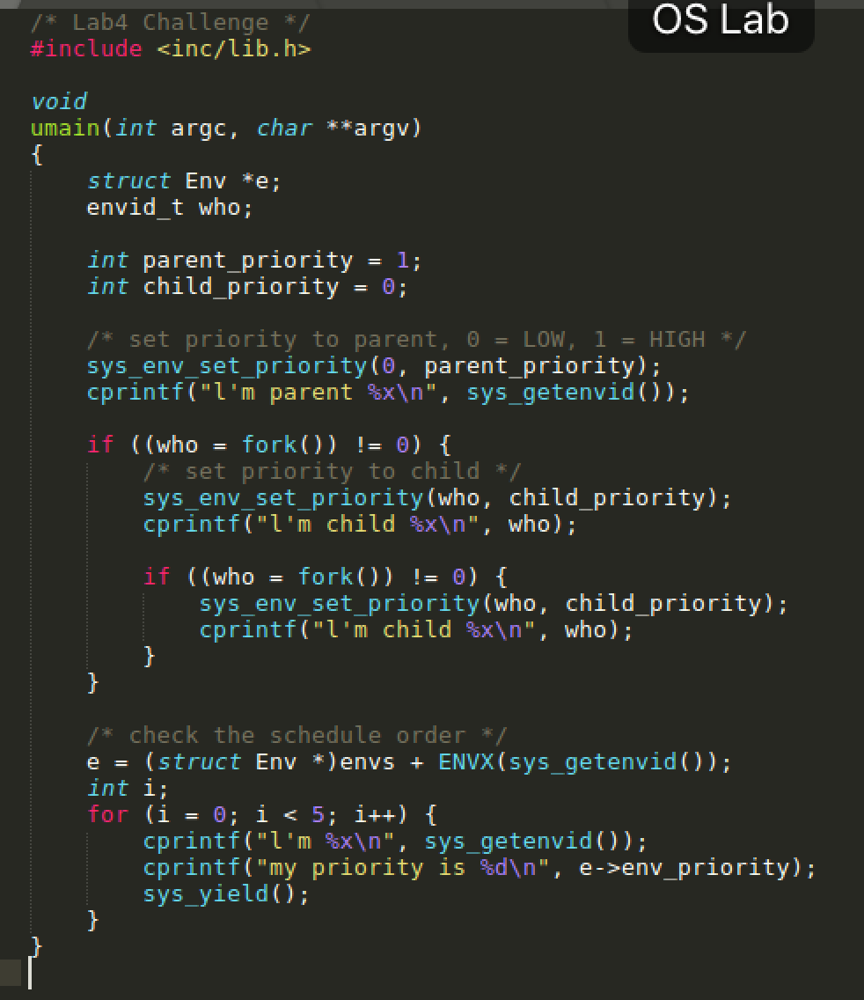 /* Lab4 Challenge */
OS Lab
#include <inc/lib.h>
void
umain(int argc, char **argv)
{
struct Env *e;
envid_t who;
int parent_priority = 1;
int child_priority = 0;
/* set priority to parent, 0 = LOW, 1 = HIGH */
sys_env_set_priority(0, parent_priority);
cprintf("l'm parent %x\n", sys_getenvid());
if ((who = fork()) != 0) {
/* set priority to child */
sys_env_set_priority(who, child_priority);
cprintf("l'm child %x\n", who);
if ((who = fork()) != 0) {
sys_env_set_priority(who, child_priority);
cprintf("l'm child %x\n", who);
}
}
/* check the schedule order */
e = (struct Env *)envs + ENVX(sys_getenvid());
int i;
for (i = 0; i < 5; i++) {
cprintf("l'm %x\n", sys_getenvid());
cprintf("my priority is %d\n", e->env_priority);
sys_yield();
}
}